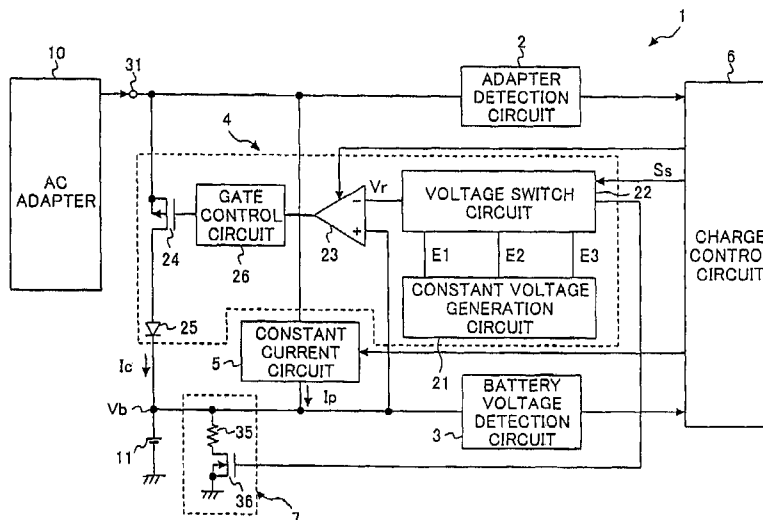 1
10
31
2
6
AC
ADAPTER
ADAPTER
DETECTION
CIRCUIT
4
Vr
Ss
22
VOLTAGE SWITCH
CIRCUIT
GATE
CONTROL
CIRCUIT
24
26
23
−
+
E1
E2
E3
CHARGE
CONTROL
CIRCUIT
CONSTANT VOLTAGE
GENERATION
CIRCUIT
21
25
CONSTANT
CURRENT
CIRCUIT
5
Ic
Ip
BATTERY
VOLTAGE
DETECTION
CIRCUIT
3
Vb
35
11
36
7